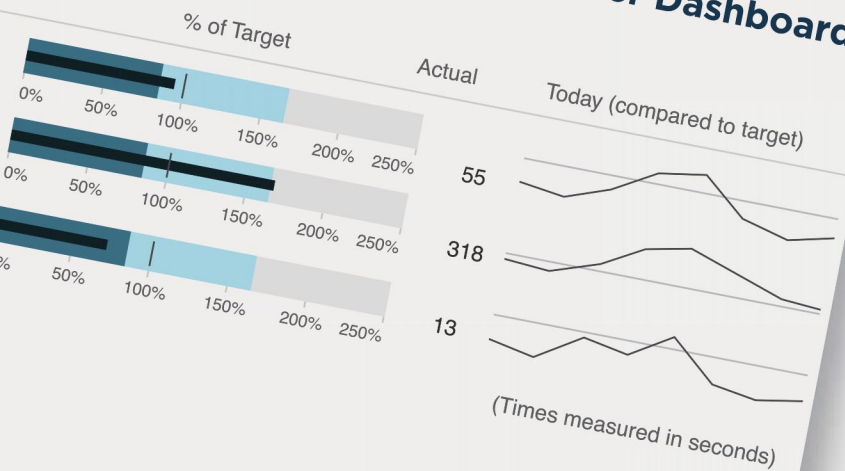 Dashboard
% of Target
Actual
Today (compared to target)
0% 50% 100% 150% 200% 250%
55
0% 50% 100% 150% 200% 250%
318
50% 100% 150% 200% 250%
13
(Times measured in seconds)